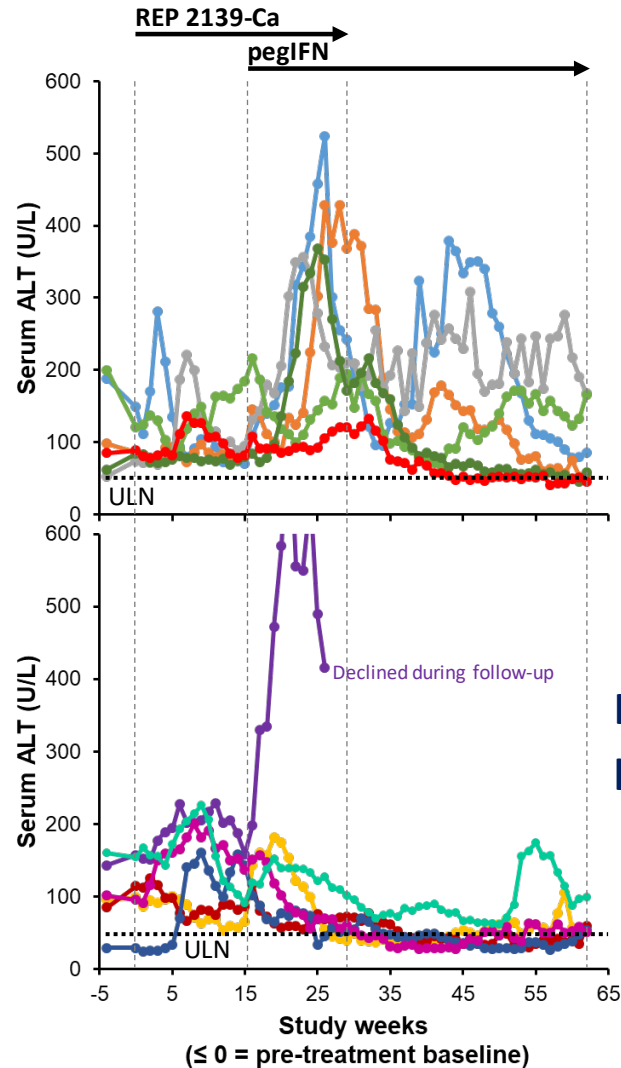 REP 2139-Ca
pegIFN
600
500
400
300
200
100
0
Serum ALT (U/L)
ULN
600
500
400
300
200
100
0
Serum ALT (U/L)
Declined during follow-up
ULN
-5 5 15 25 35 45 55 65
Study weeks
(≤ 0 = pre-treatment baseline)